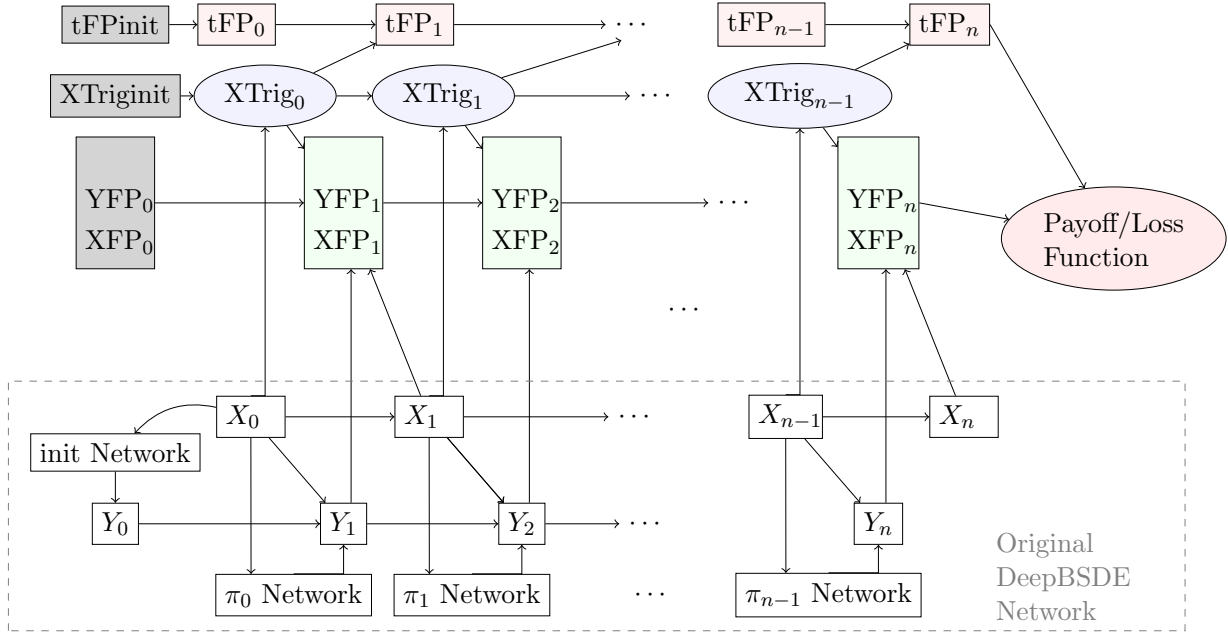 tFPinit tFP₀ tFP₁ ··· tFPₙ₋₁ tFPₙ
XTriginit XTrig₀ XTrig₁ ··· XTrigₙ₋₁
YFP₀ YFP₁ YFP₂ ··· YFPₙ
XFP₀ XFP₁ XFP₂ XFPₙ
Payoff/Loss
Function
···
X₀ X₁ ··· Xₙ₋₁ Xₙ
init Network
Y₀ Y₁ Y₂ ··· Yₙ
π₀ Network π₁ Network ··· πₙ₋₁ Network
Original
DeepBSDE
Network